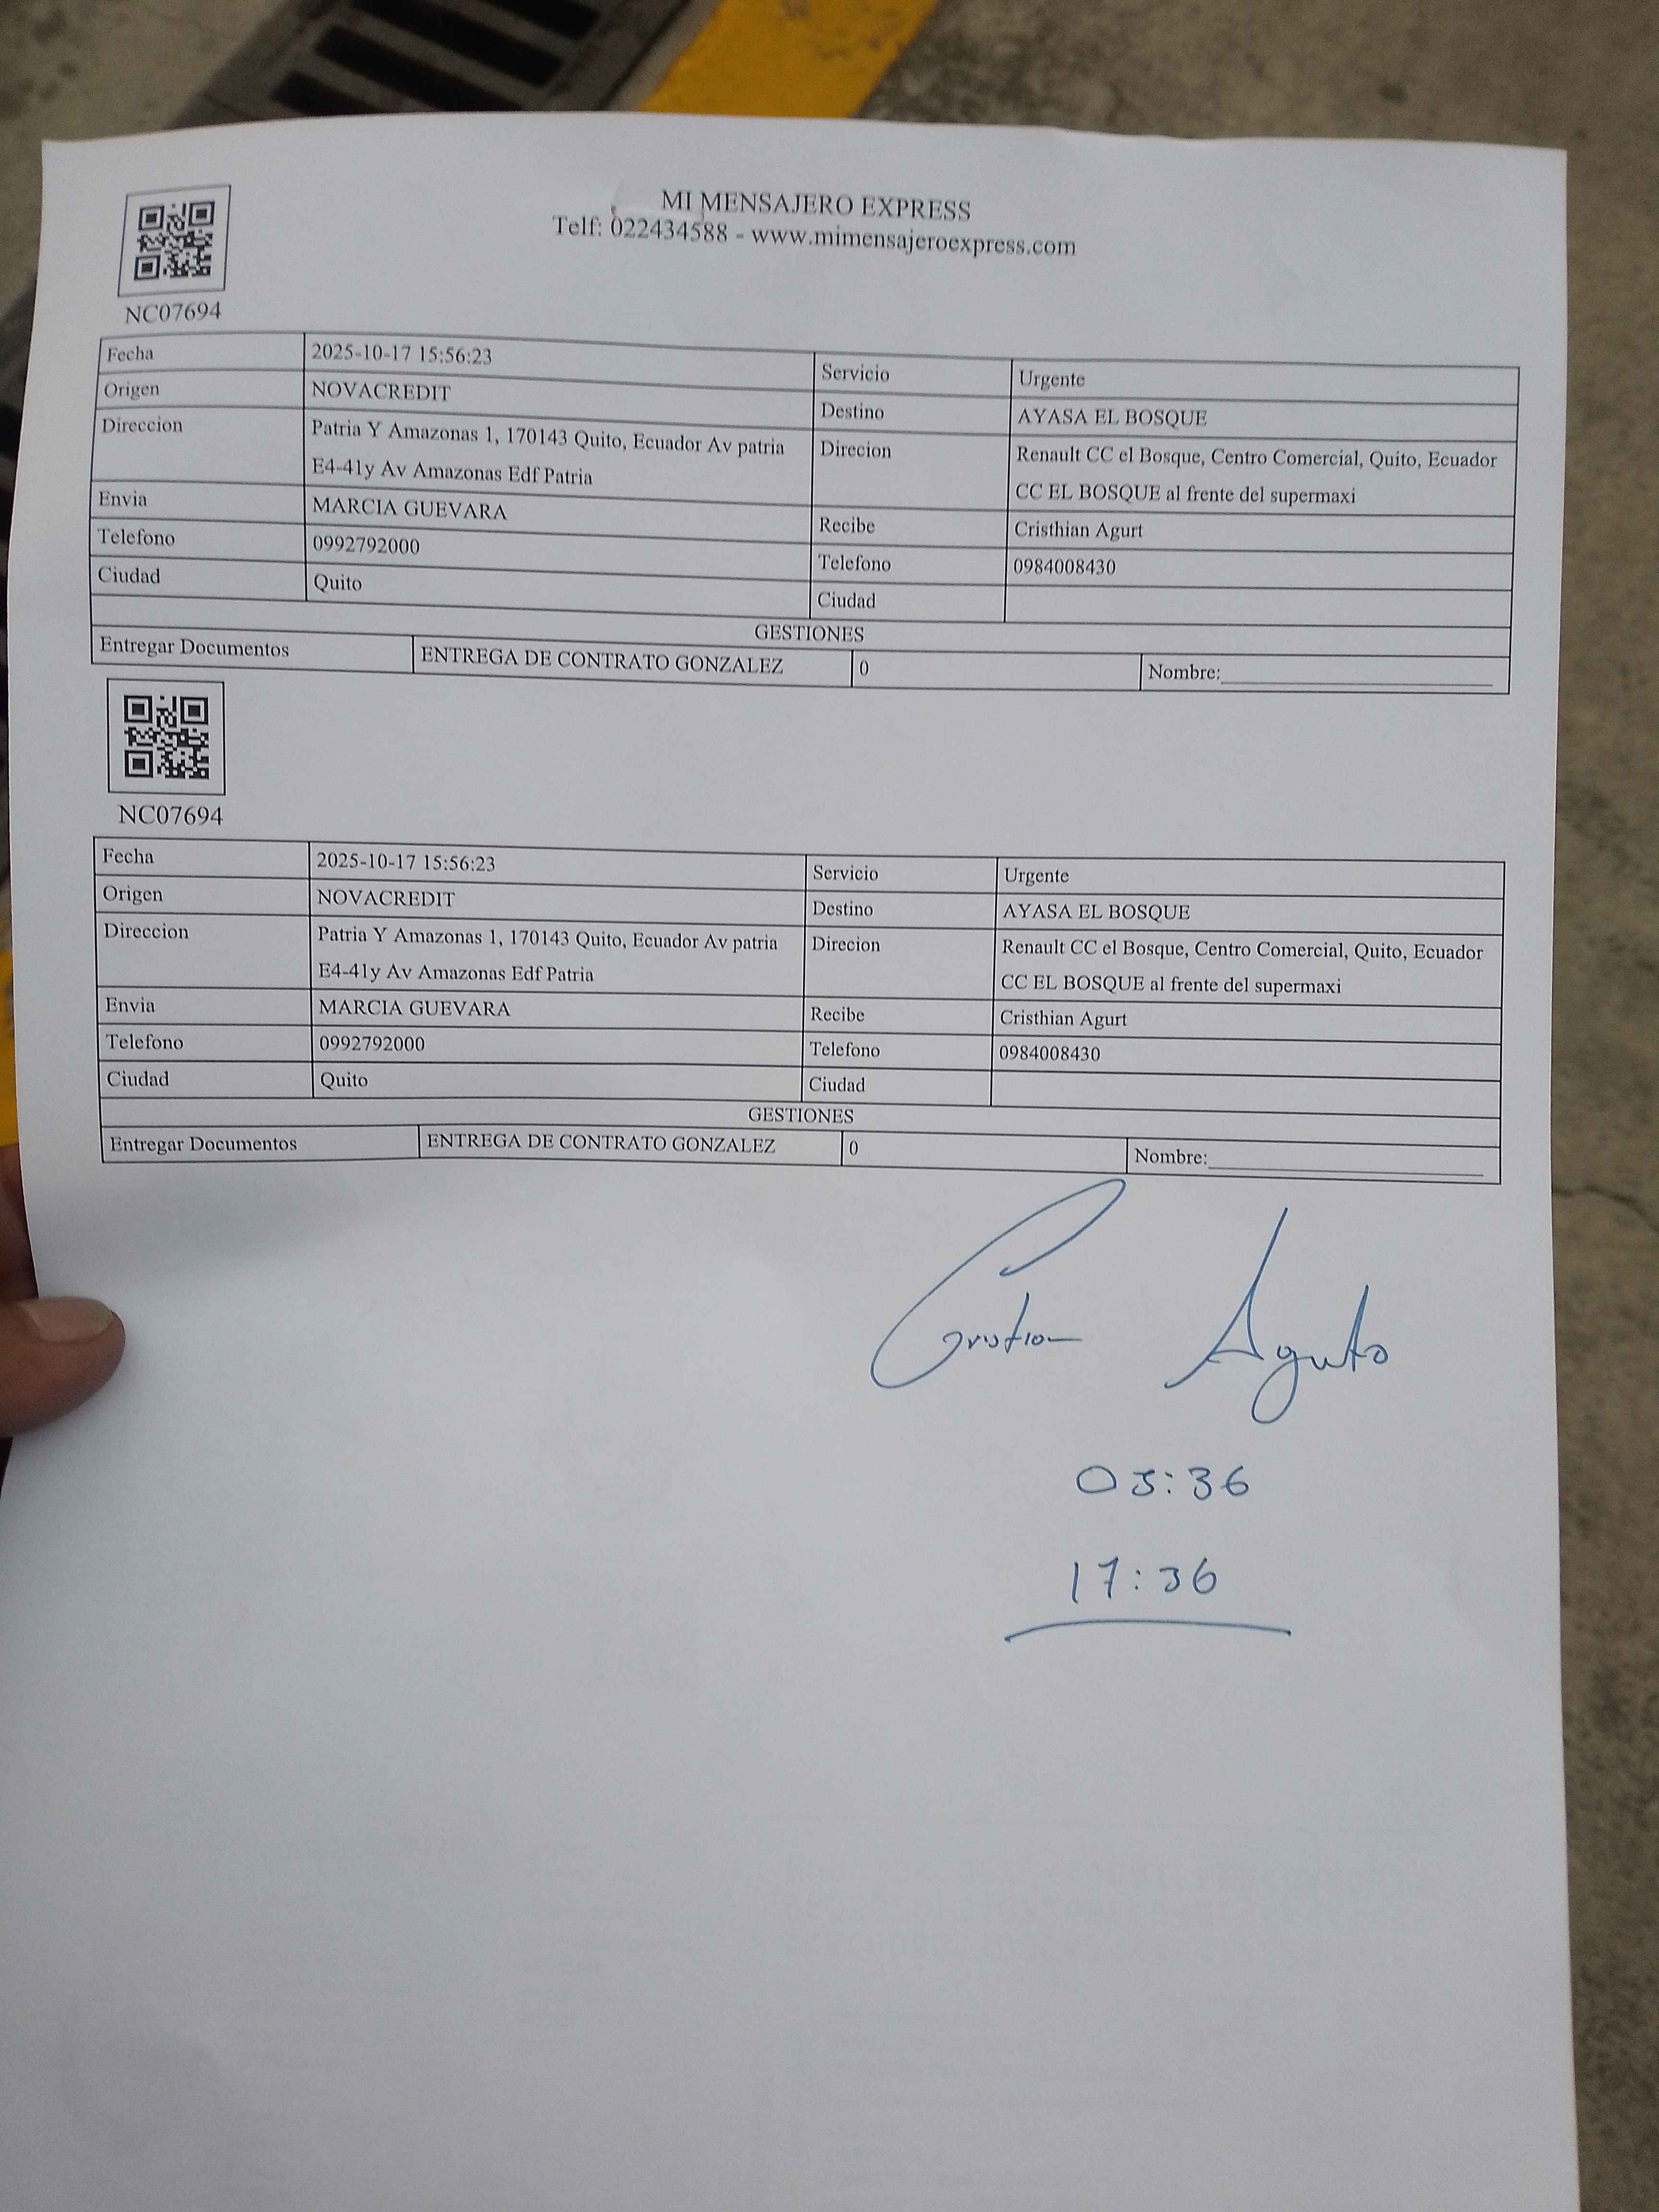 MI MENSAJERO EXPRESS
Telf: 022434588 - www.mimensajeroexpress.com
NC07694
Fecha 2025-10-17 15:56:23 Servicio Urgente
Origen NOVACREDIT Destino AYASA EL BOSQUE
Direccion Patria Y Amazonas 1, 170143 Quito, Ecuador Av patria Direcion Renault CC el Bosque, Centro Comercial, Quito, Ecuador
E4-41y Av Amazonas Edf Patria CC EL BOSQUE al frente del supermaxi
Envia MARCIA GUEVARA Recibe Cristhian Agurt
Telefono 0992792000 Telefono 0984008430
Ciudad Quito Ciudad
GESTIONES
Entregar Documentos ENTREGA DE CONTRATO GONZALEZ 0 Nombre:
NC07694
Fecha 2025-10-17 15:56:23 Servicio Urgente
Origen NOVACREDIT Destino AYASA EL BOSQUE
Direccion Patria Y Amazonas 1, 170143 Quito, Ecuador Av patria Direcion Renault CC el Bosque, Centro Comercial, Quito, Ecuador
E4-41y Av Amazonas Edf Patria CC EL BOSQUE al frente del supermaxi
Envia MARCIA GUEVARA Recibe Cristhian Agurt
Telefono 0992792000 Telefono 0984008430
Ciudad Quito Ciudad
GESTIONES
Entregar Documentos ENTREGA DE CONTRATO GONZALEZ 0 Nombre:
Cristian Aguto
05:36
17:36